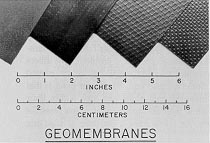 0 1 2 3 4 5 6
INCHES
0 2 4 6 8 10 12 14 16
CENTIMETERS
GEOMEMBRANES